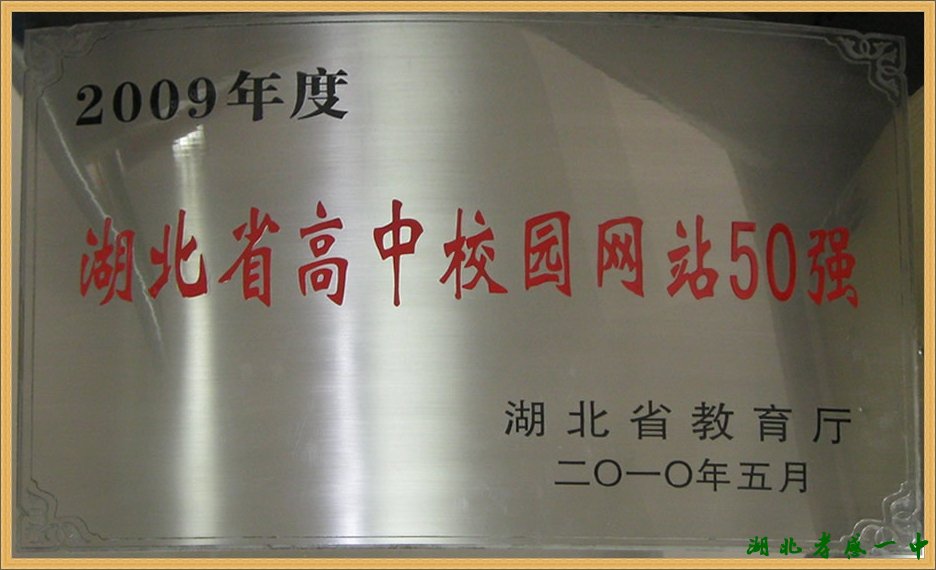 2009年度
湖北省高中校园网站50强
湖北省教育厅
二〇一〇年五月
湖北孝感一中